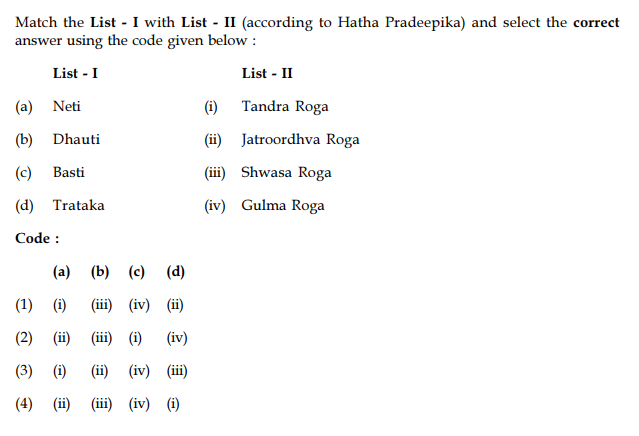 Match the List - I with List - II (according to Hatha Pradeepika) and select the correct
answer using the code given below :
List - I List - II
(a) Neti (i) Tandra Roga
(b) Dhauti (ii) Jatroordhva Roga
(c) Basti (iii) Shwasa Roga
(d) Trataka (iv) Gulma Roga
Code :
(a) (b) (c) (d)
(1) (i) (iii) (iv) (ii)
(2) (ii) (iii) (i) (iv)
(3) (i) (ii) (iv) (iii)
(4) (ii) (iii) (iv) (i)